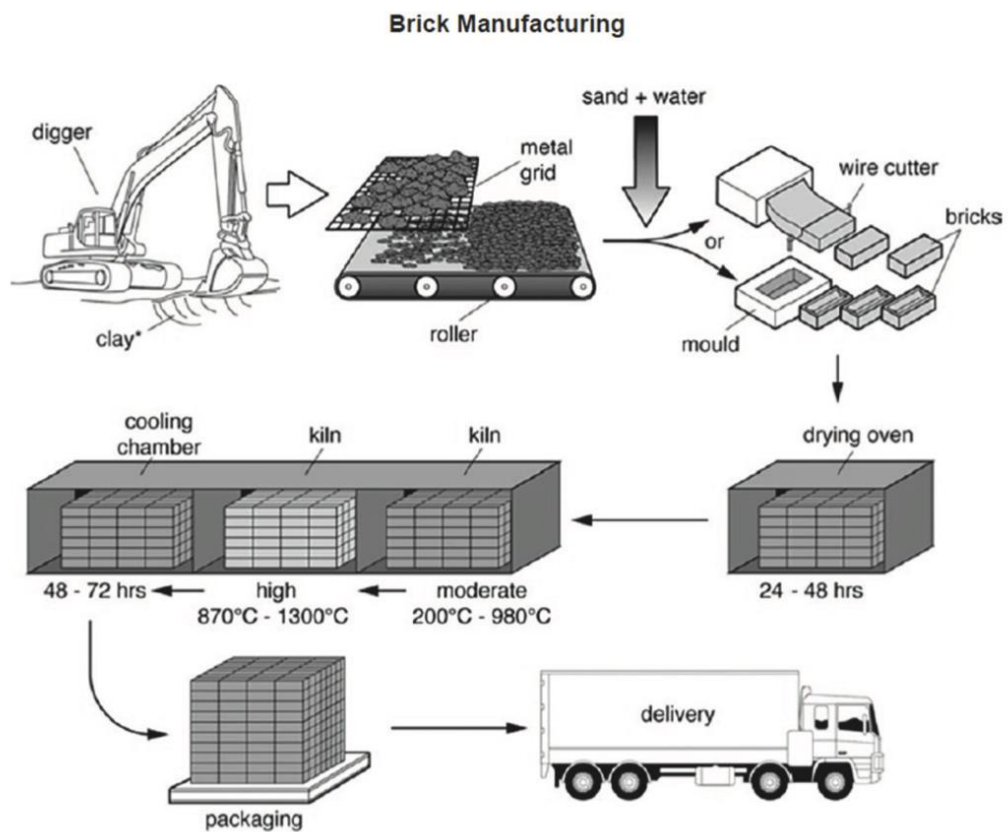 Brick Manufacturing
digger
clay*
metal
grid
roller
sand + water
or
wire cutter
bricks
mould
drying oven
24 - 48 hrs
kiln
moderate
200°C - 980°C
kiln
high
870°C - 1300°C
cooling
chamber
48 - 72 hrs
packaging
delivery